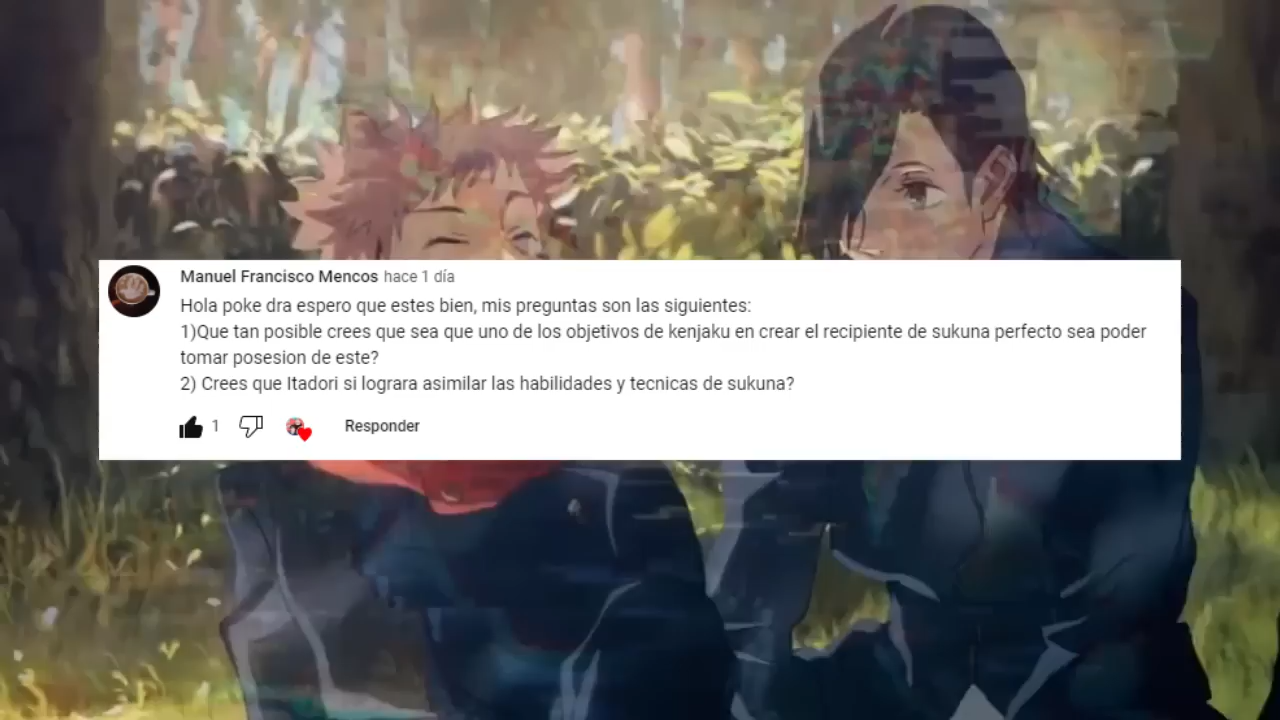 Manuel Francisco Mencos hace 1 día
Hola poke dra espero que estes bien, mis preguntas son las siguientes:
1)Que tan posible crees que sea que uno de los objetivos de kenjaku en crear el recipiente de sukuna perfecto sea poder
tomar posesion de este?
2) Crees que Itadori si lograra asimilar las habilidades y tecnicas de sukuna?
1 Responder